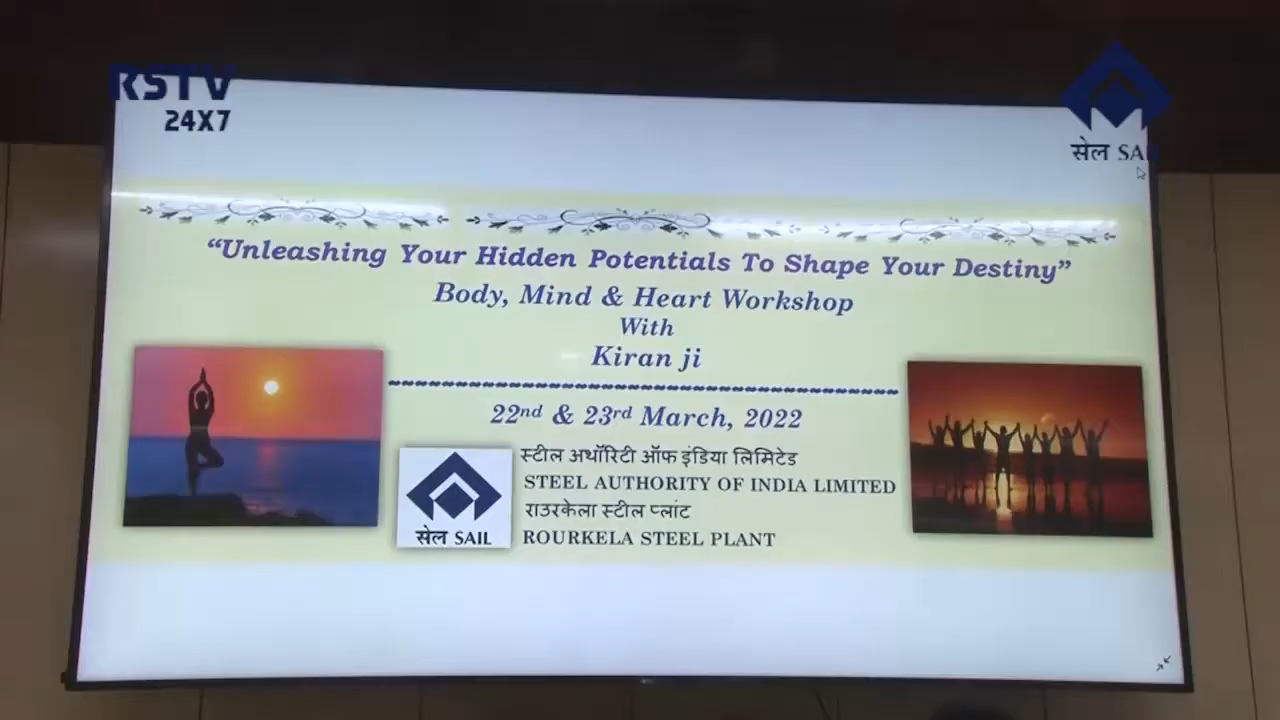 RSTV
24X7
सेल SAIL
“Unleashing Your Hidden Potentials To Shape Your Destiny”
Body, Mind & Heart Workshop
With
Kiran ji
22nd & 23rd March, 2022
स्टील अथॉरिटी ऑफ इंडिया लिमिटेड
STEEL AUTHORITY OF INDIA LIMITED
राउरकेला स्टील प्लांट
ROURKELA STEEL PLANT
सेल SAIL